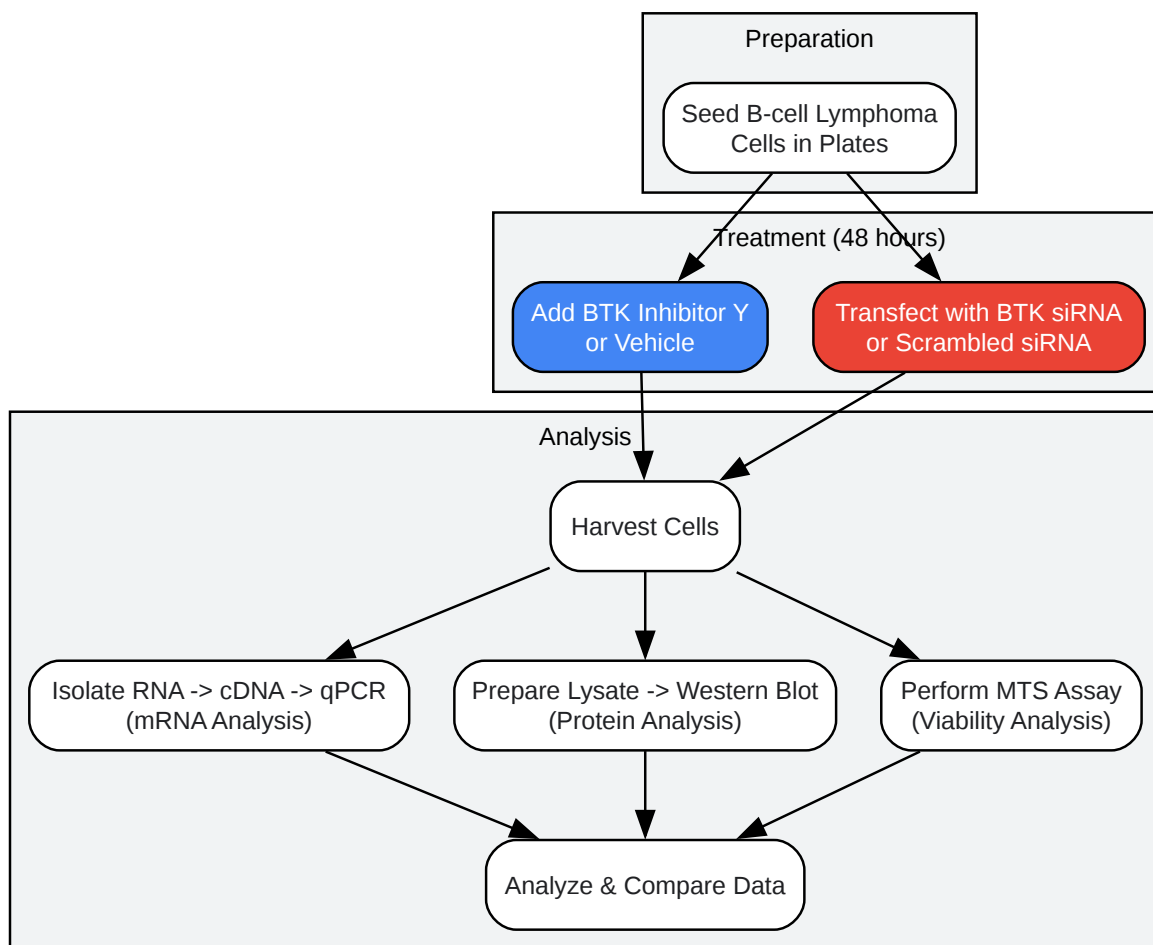 Preparation
Seed B-cell Lymphoma
Cells in Plates
Treatment (48 hours)
Add BTK Inhibitor Y
or Vehicle
Transfect with BTK siRNA
or Scrambled siRNA
Analysis
Harvest Cells
Isolate RNA -> cDNA -> qPCR
(mRNA Analysis)
Prepare Lysate -> Western Blot
(Protein Analysis)
Perform MTS Assay
(Viability Analysis)
Analyze & Compare Data